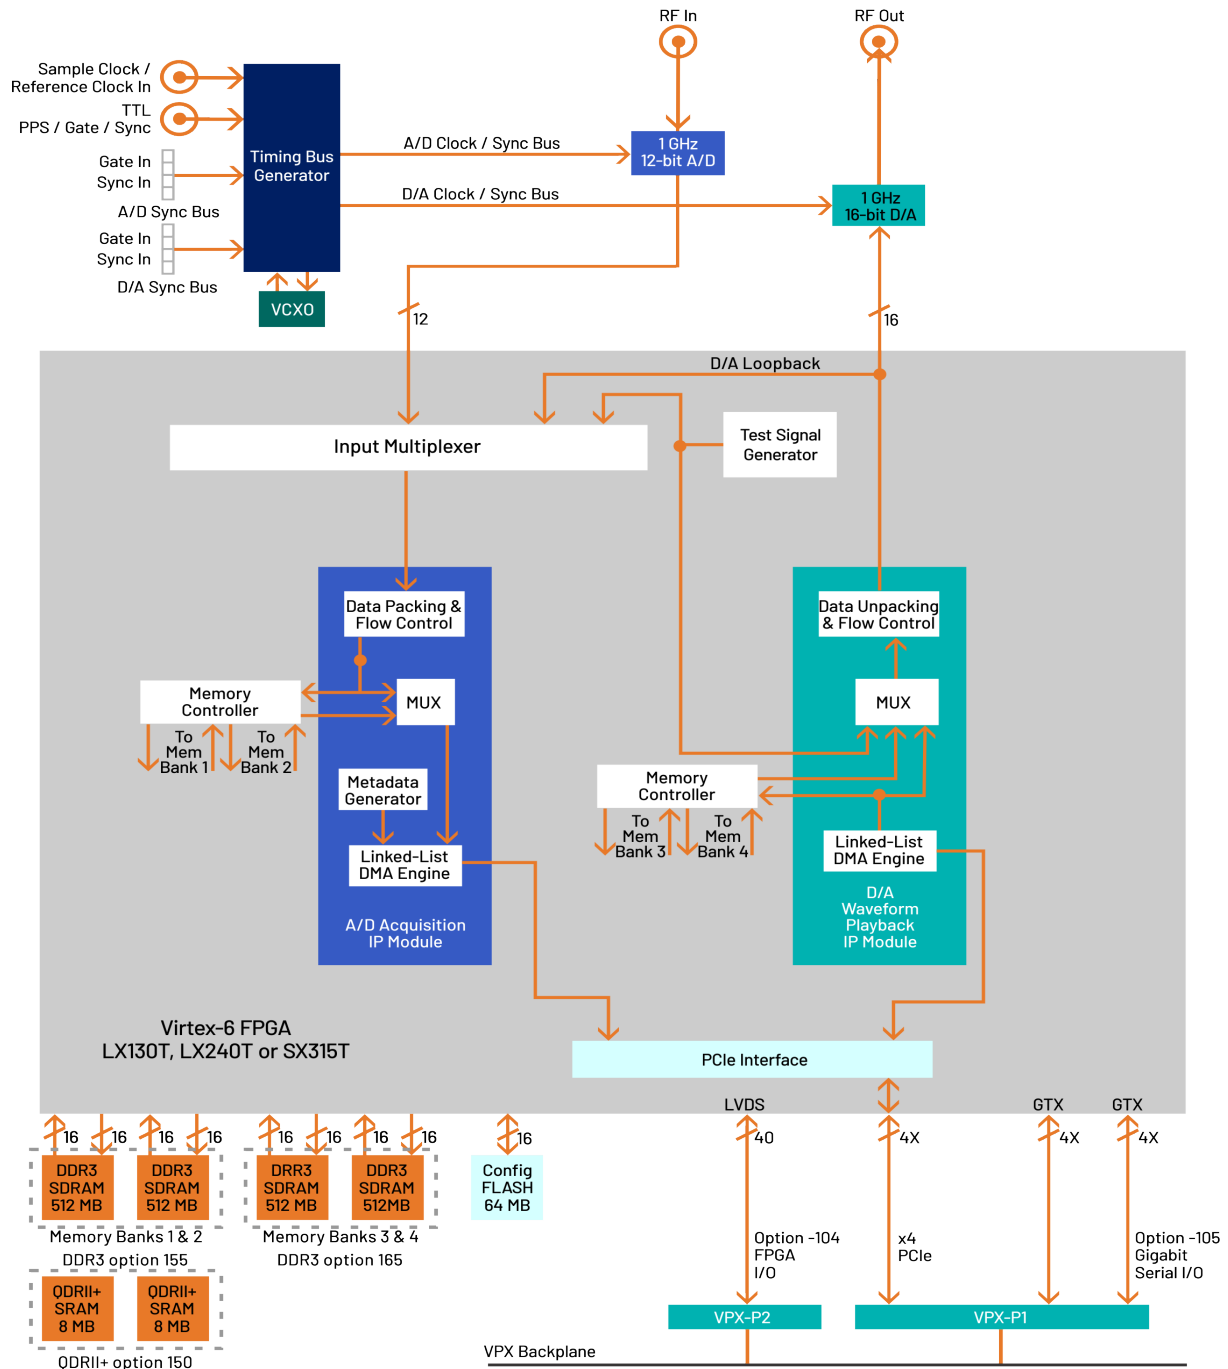 RF In
RF Out
Sample Clock /
Reference Clock In
TTL
PPS / Gate / Sync
Gate In
Sync In
A/D Sync Bus
Gate In
Sync In
D/A Sync Bus
Timing Bus
Generator
VCXO
A/D Clock / Sync Bus
D/A Clock / Sync Bus
1 GHz
12-bit A/D
1 GHz
16-bit D/A
12
16
D/A Loopback
Input Multiplexer
Test Signal
Generator
Data Packing &
Flow Control
Memory
Controller
MUX
To
Mem
Bank 1
To
Mem
Bank 2
Metadata
Generator
Linked-List
DMA Engine
A/D Acquisition
IP Module
Data Unpacking
& Flow Control
MUX
Memory
Controller
To
Mem
Bank 3
To
Mem
Bank 4
Linked-List
DMA Engine
D/A
Waveform
Playback
IP Module
Virtex-6 FPGA
LX130T, LX240T or SX315T
PCIe Interface
LVDS
GTX
GTX
16
16
16
16
16
16
16
16
16
40
4X
4X
4X
DDR3
SDRAM
512 MB
DDR3
SDRAM
512 MB
DRR3
SDRAM
512 MB
DDR3
SDRAM
512MB
Config
FLASH
64 MB
Memory Banks 1 & 2
DDR3 option 155
Memory Banks 3 & 4
DDR3 option 165
Option -104
FPGA
I/O
x4
PCIe
Option -105
Gigabit
Serial I/O
QDRII+
SRAM
8 MB
QDRII+
SRAM
8 MB
QDRII+ option 150
VPX-P2
VPX-P1
VPX Backplane